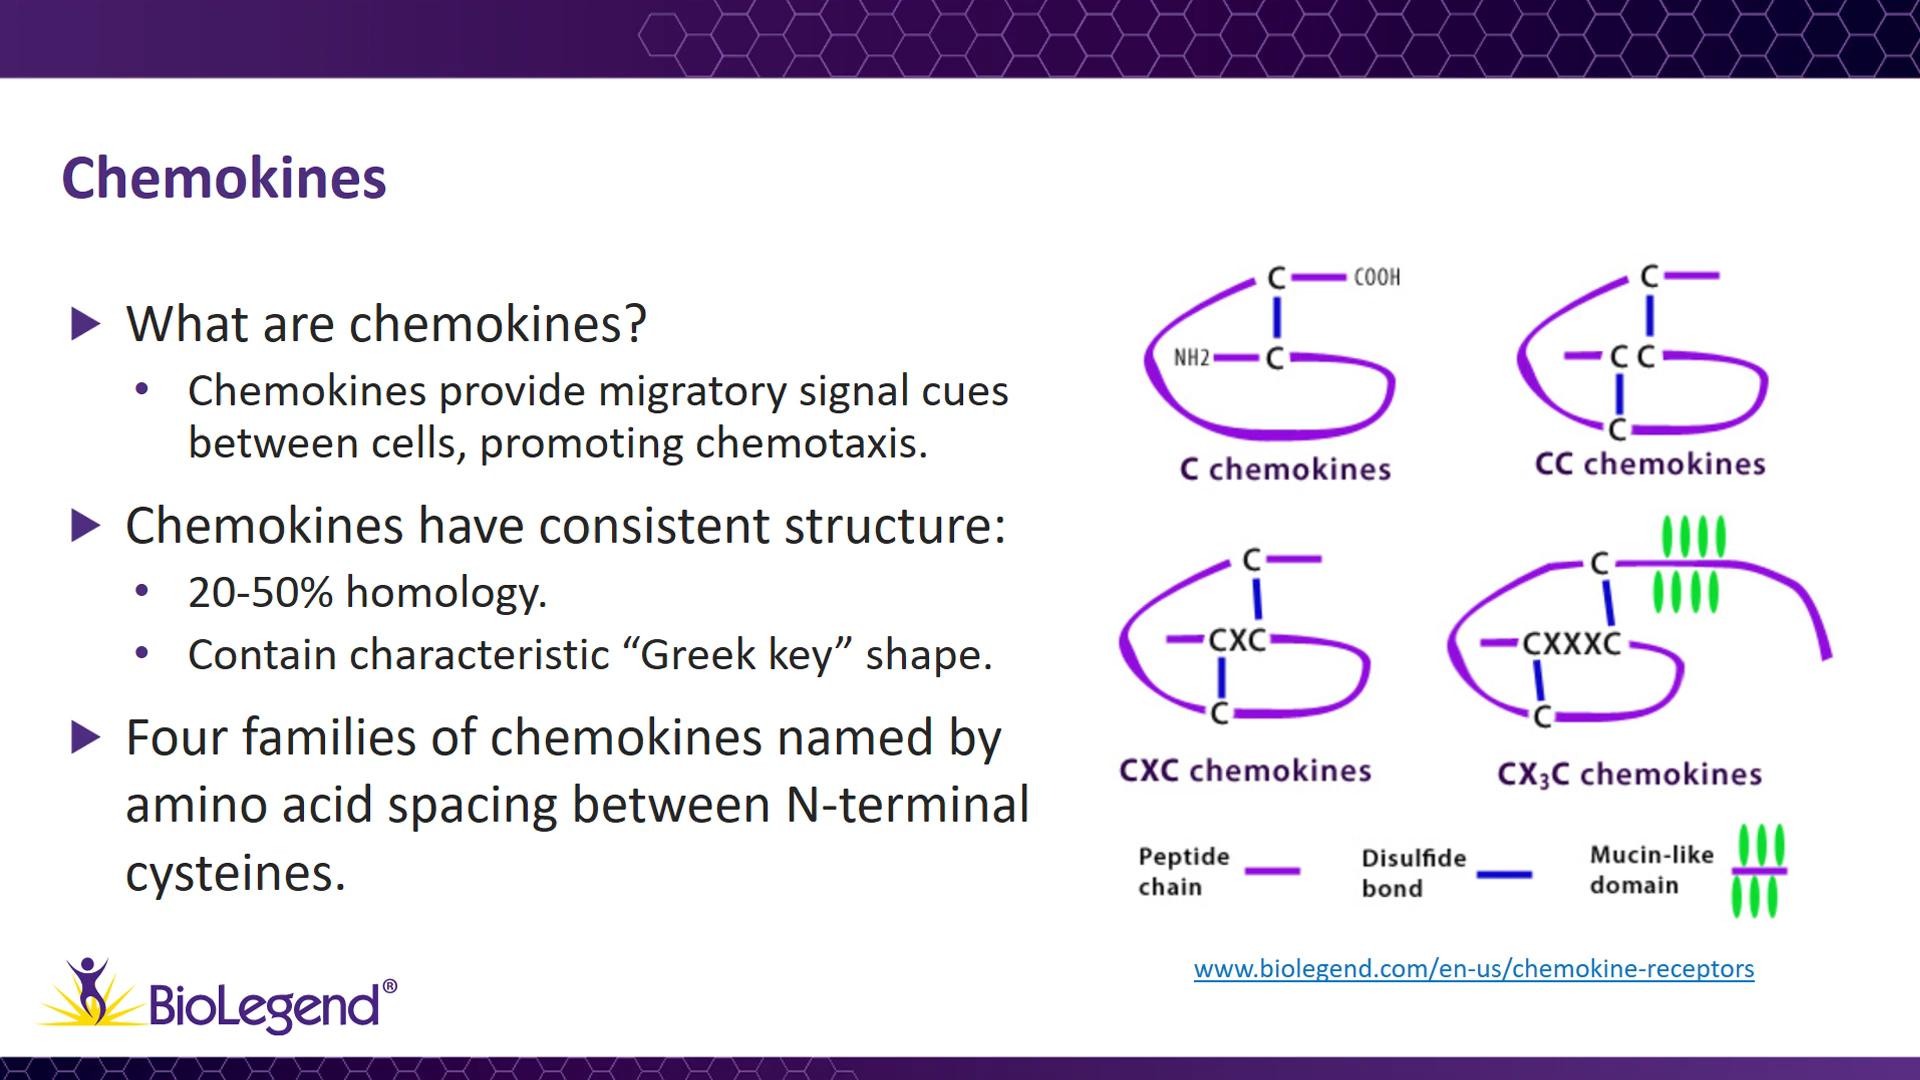 Chemokines
What are chemokines?
Chemokines provide migratory signal cues
between cells, promoting chemotaxis.
Chemokines have consistent structure:
20-50% homology.
Contain characteristic “Greek key” shape.
Four families of chemokines named by
amino acid spacing between N-terminal
cysteines.
C COOH
NH2 C
C chemokines
C
C C
C
CC chemokines
C
CXC
C
CXC chemokines
C
CXXXC
C
CX₃C chemokines
Peptide
chain
Disulfide
bond
Mucin-like
domain
www.biolegend.com/en-us/chemokine-receptors
BioLegend®